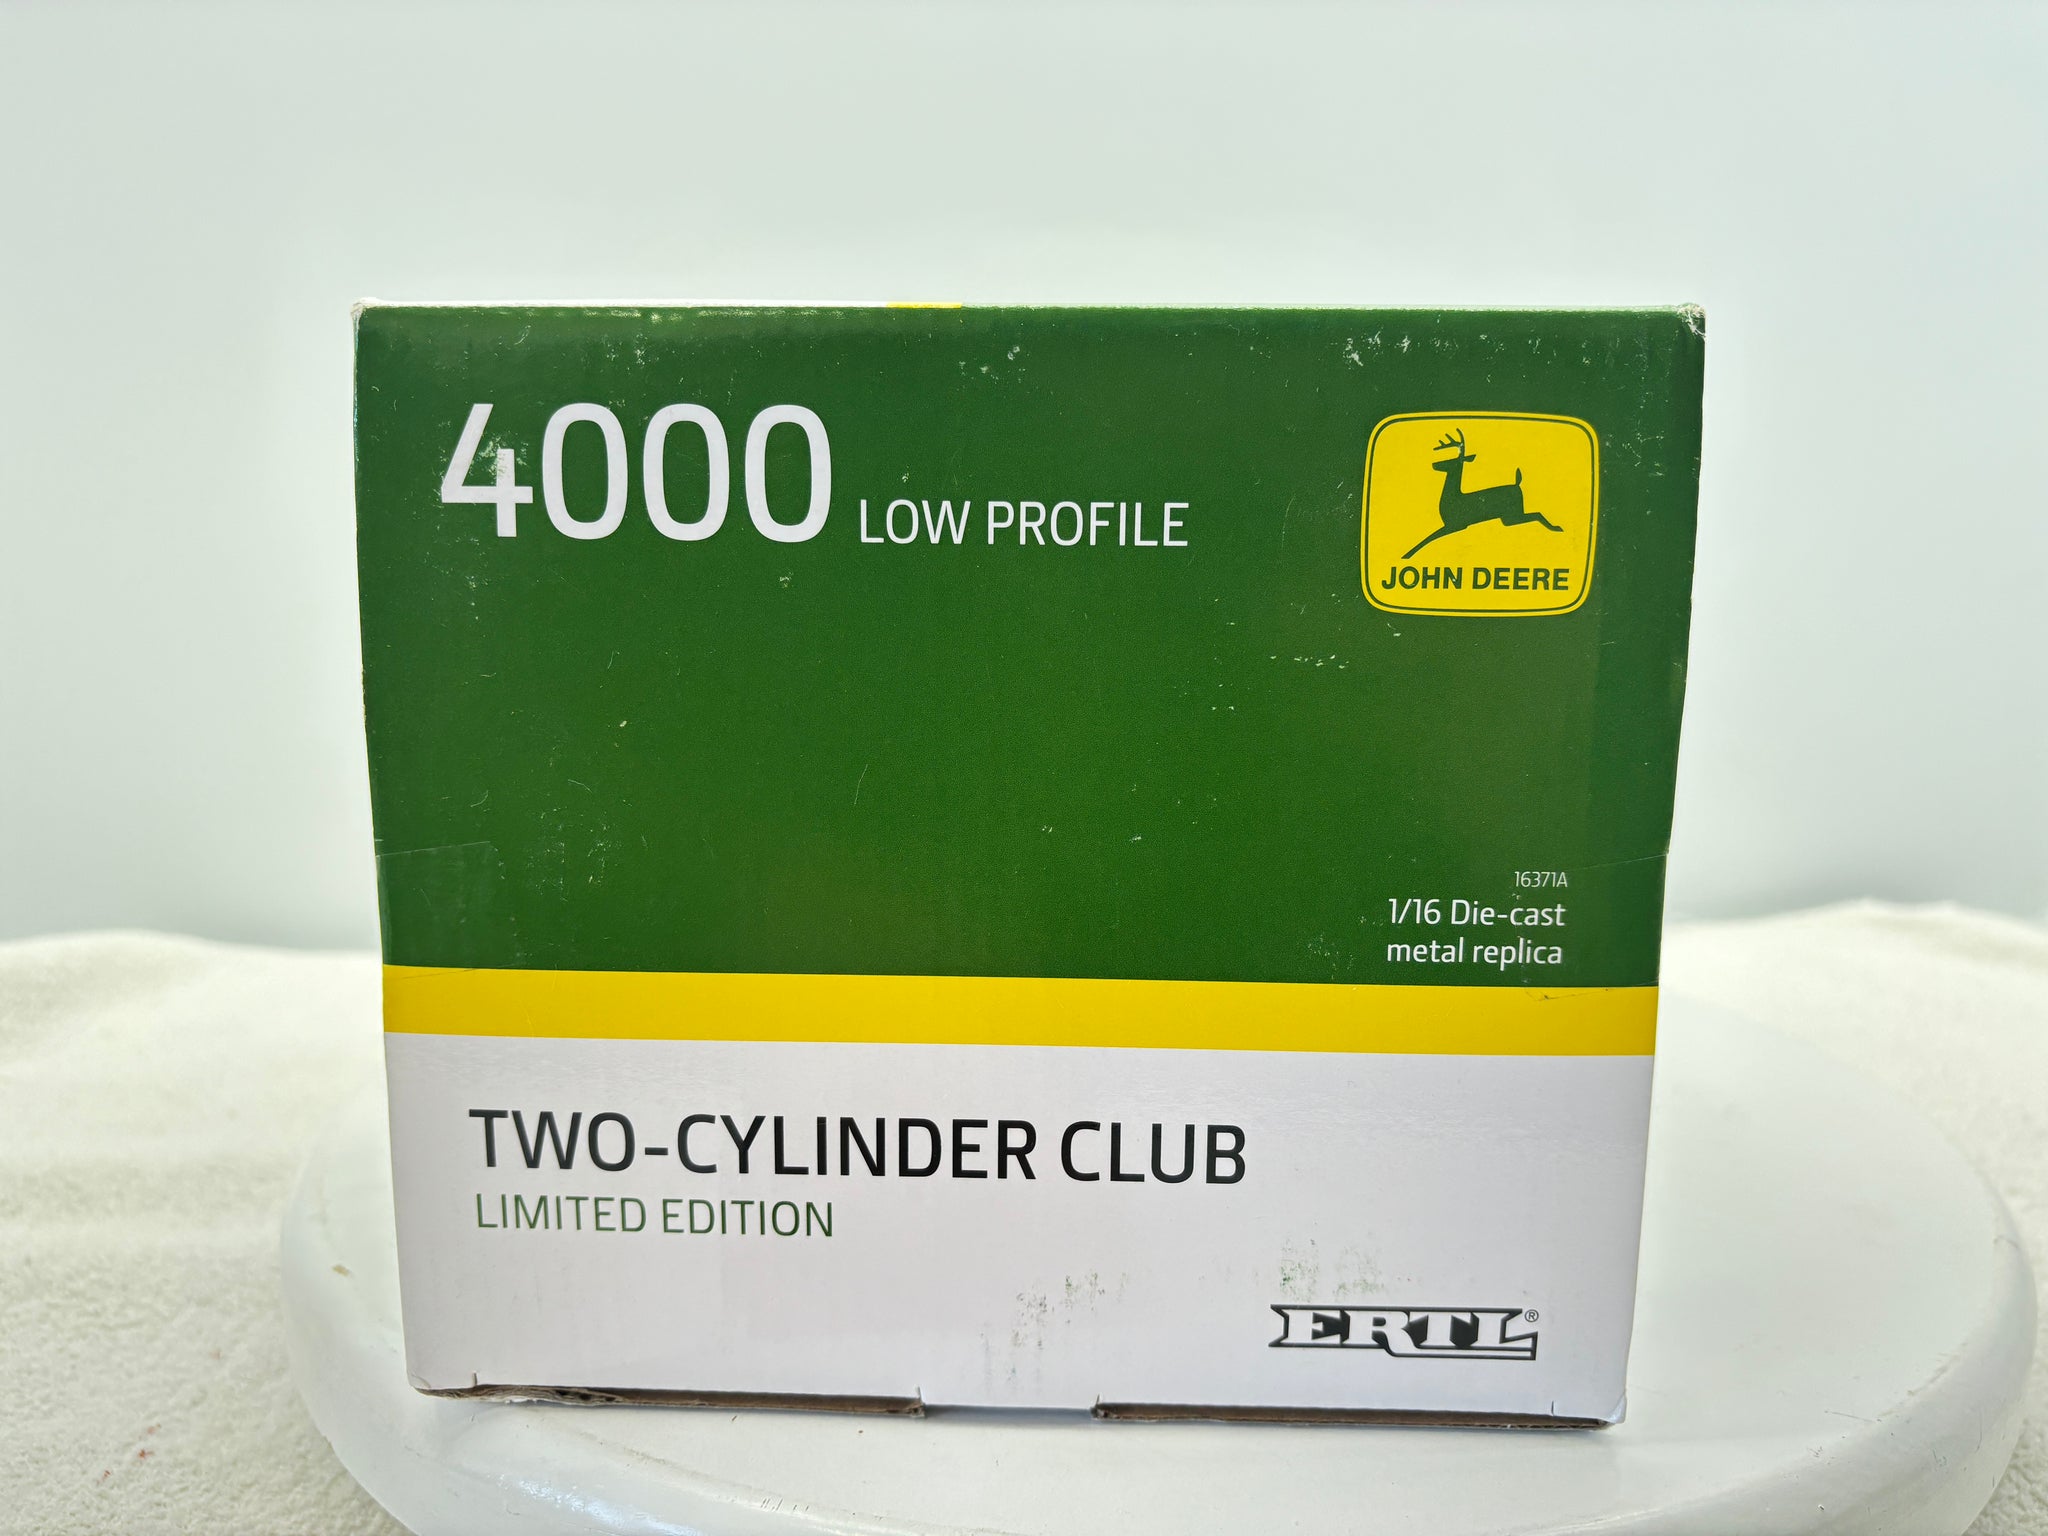 4000 LOW PROFILE
JOHN DEERE
16371A
1/16 Die-cast
metal replica
TWO-CYLINDER CLUB
LIMITED EDITION
ERTL®